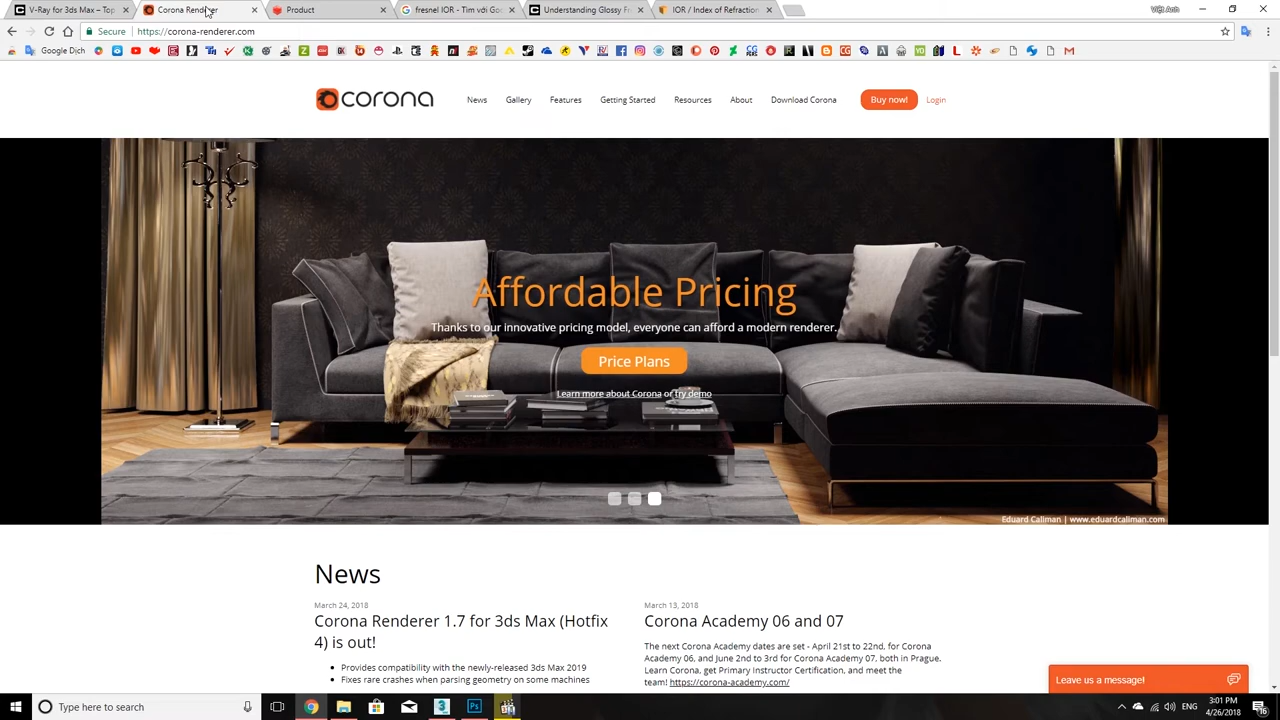 V-Ray for 3ds Max – Top
Corona Renderer
Product
fresnel IOR - Tìm với Goo
Understanding Glossy Fr
IOR / Index of Refraction
Việt Anh
Secure
https://corona-renderer.com
Google Dịch
corona
News
Gallery
Features
Getting Started
Resources
About
Download Corona
Buy now!
Login
Affordable Pricing
Thanks to our innovative pricing model, everyone can afford a modern renderer.
Price Plans
Learn more about Corona or Try demo
Eduard Caliman | www.eduardcaliman.com
News
March 24, 2018
Corona Renderer 1.7 for 3ds Max (Hotfix
4) is out!
Provides compatibility with the newly-released 3ds Max 2019
Fixes rare crashes when parsing geometry on some machines
March 13, 2018
Corona Academy 06 and 07
The next Corona Academy dates are set - April 21st to 22nd, for Corona
Academy 06, and June 2nd to 3rd for Corona Academy 07, both in Prague.
Learn Corona, get Primary Instructor Certification, and meet the
team! https://corona-academy.com/
Leave us a message!
Type here to search
ENG
3:01 PM
4/26/2018